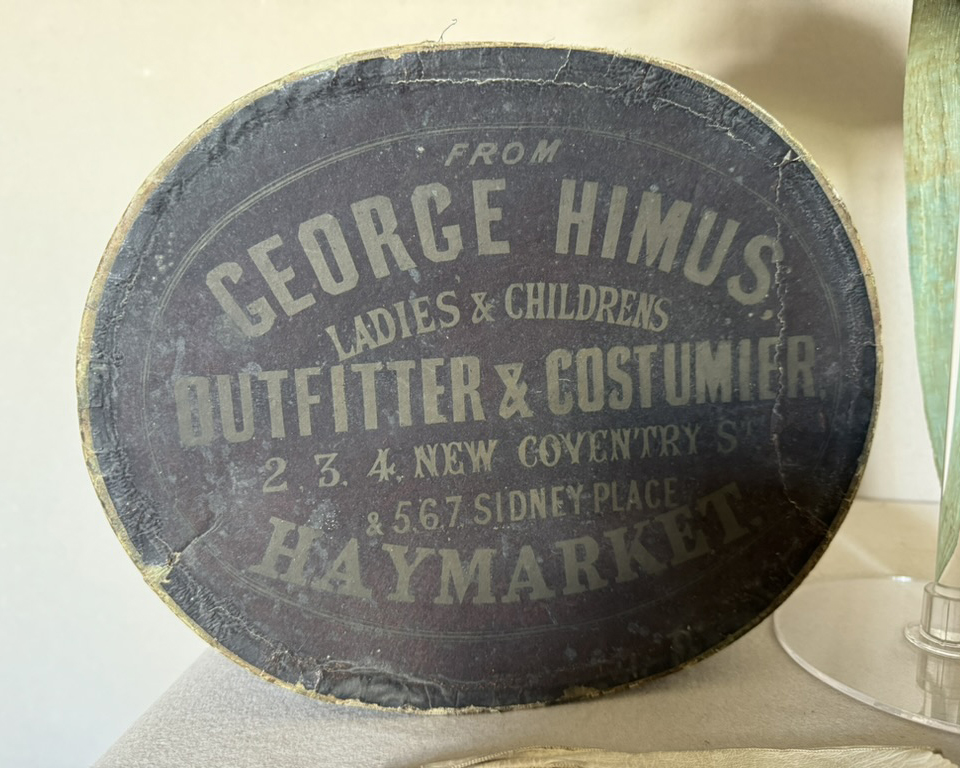 FROM
GEORGE HIMUS,
LADIES & CHILDRENS
OUTFITTER & COSTUMIER,
2. 3. 4. NEW COVENTRY ST
& 5.6.7. SIDNEY PLACE
HAYMARKET.